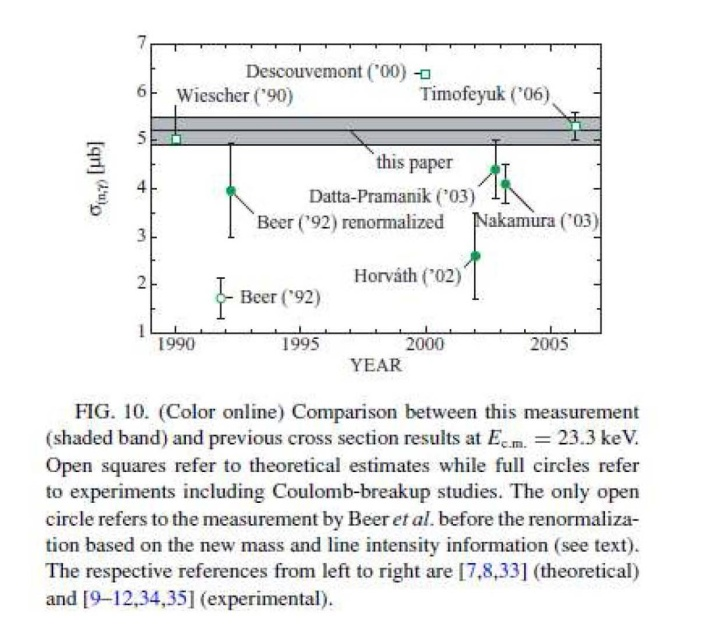 7
Descouvemont ('00)
6
Wiescher ('90)
Timofeyuk ('06)
5
σ(n,γ) [μb]
this paper
4
Datta-Pramanik ('03)
Beer ('92) renormalized
Nakamura ('03)
3
Horváth ('02)
2
Beer ('92)
1
1990 1995 2000 2005
YEAR
FIG. 10. (Color online) Comparison between this measurement
(shaded band) and previous cross section results at Ec.m. = 23.3 keV.
Open squares refer to theoretical estimates while full circles refer
to experiments including Coulomb-breakup studies. The only open
circle refers to the measurement by Beer et al. before the renormaliza-
tion based on the new mass and line intensity information (see text).
The respective references from left to right are [7,8,33] (theoretical)
and [9–12,34,35] (experimental).